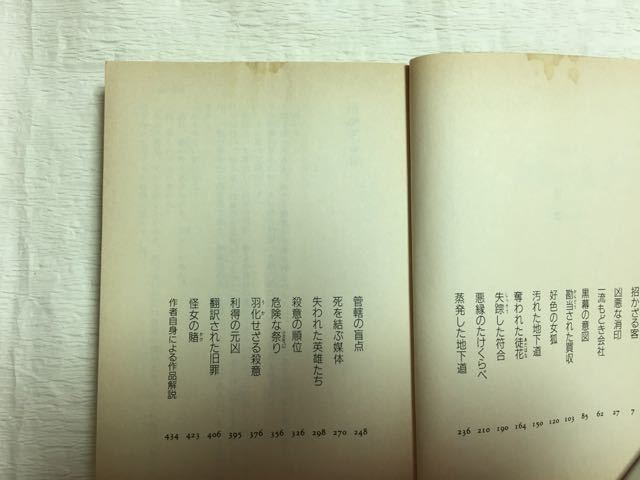 招かざる客 7
凶悪な消印 27
一流もどき会社 62
黒幕の意図 85
勘当された買収 103
好色の女狐 120
汚れた地下道 150
奪われた徒花 164
失踪した符合 190
悪縁のたけくらべ 210
蒸発した地下道 236
管轄の盲点 248
死を結ぶ媒体 270
失われた英雄たち 298
殺意の順位 326
危険な祭り 356
羽化せざる殺意 376
利得の元凶 395
翻訳された旧罪 406
怪女の賭 423
作者自身による作品解説 434